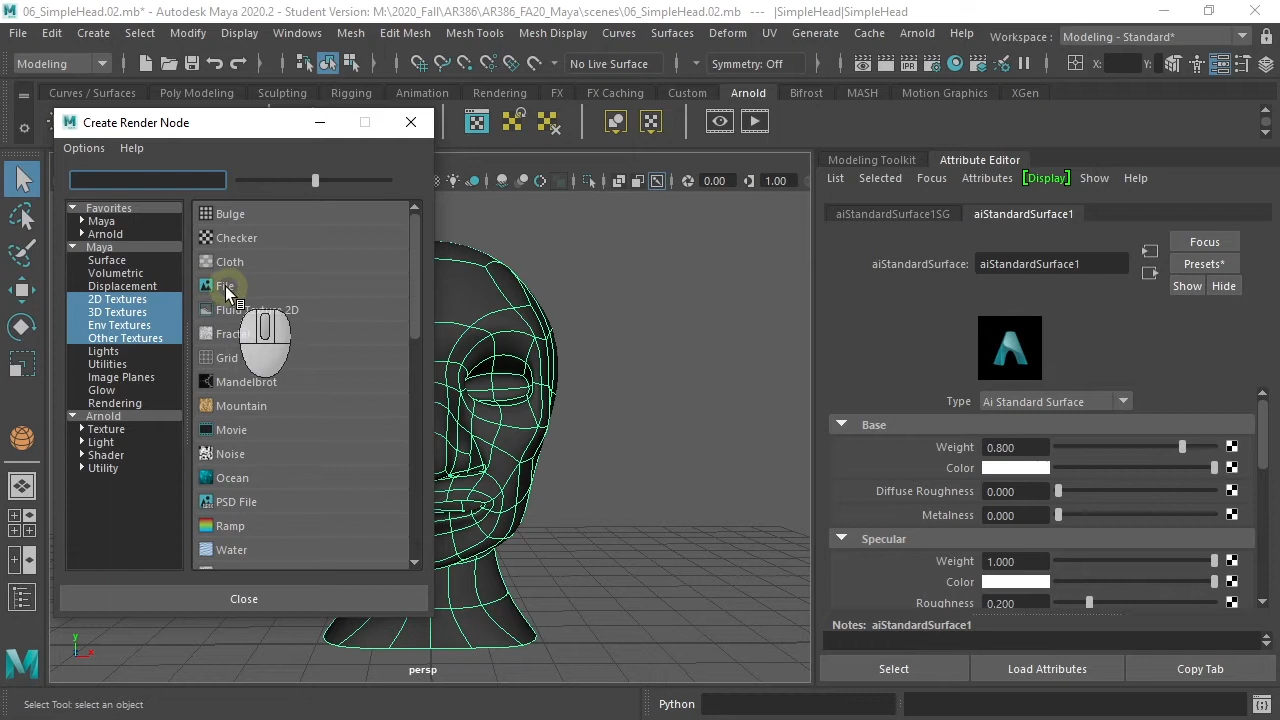 06_SimpleHead.02.mb* - Autodesk Maya 2020.2 - Student Version: M:\2020_Fall\AR386\AR386_FA20_Maya\scenes\06_SimpleHead.02.mb --- |SimpleHead|SimpleHead
File Edit Create Select Modify Display Windows Mesh Edit Mesh Mesh Tools Mesh Display Curves Surfaces Deform UV Generate Cache Arnold Help Workspace : Modeling - Standard*
Modeling No Live Surface Symmetry: Off X: Y:
Curves / Surfaces Poly Modeling Sculpting Rigging Animation Rendering FX FX Caching Custom Arnold Bifrost MASH Motion Graphics XGen
Create Render Node
Options Help
Favorites
Maya
Arnold
Maya
Surface
Volumetric
Displacement
2D Textures
3D Textures
Env Textures
Other Textures
Lights
Utilities
Image Planes
Glow
Rendering
Arnold
Texture
Light
Shader
Utility
Bulge
Checker
Cloth
File
Fluid Texture 2D
Grid
Mandelbrot
Mountain
Movie
Noise
Ocean
PSD File
Ramp
Water
Close
0.00 1.00
y
x
persp
Modeling Toolkit Attribute Editor
List Selected Focus Attributes [Display] Show Help
aiStandardSurface1SG aiStandardSurface1
aiStandardSurface: aiStandardSurface1
Focus
Presets*
Show Hide
Type Ai Standard Surface
Base
Weight 0.800
Color
Diffuse Roughness 0.000
Metalness 0.000
Specular
Weight 1.000
Color
Roughness 0.200
Notes: aiStandardSurface1
Select Load Attributes Copy Tab
Select Tool: select an object
Python